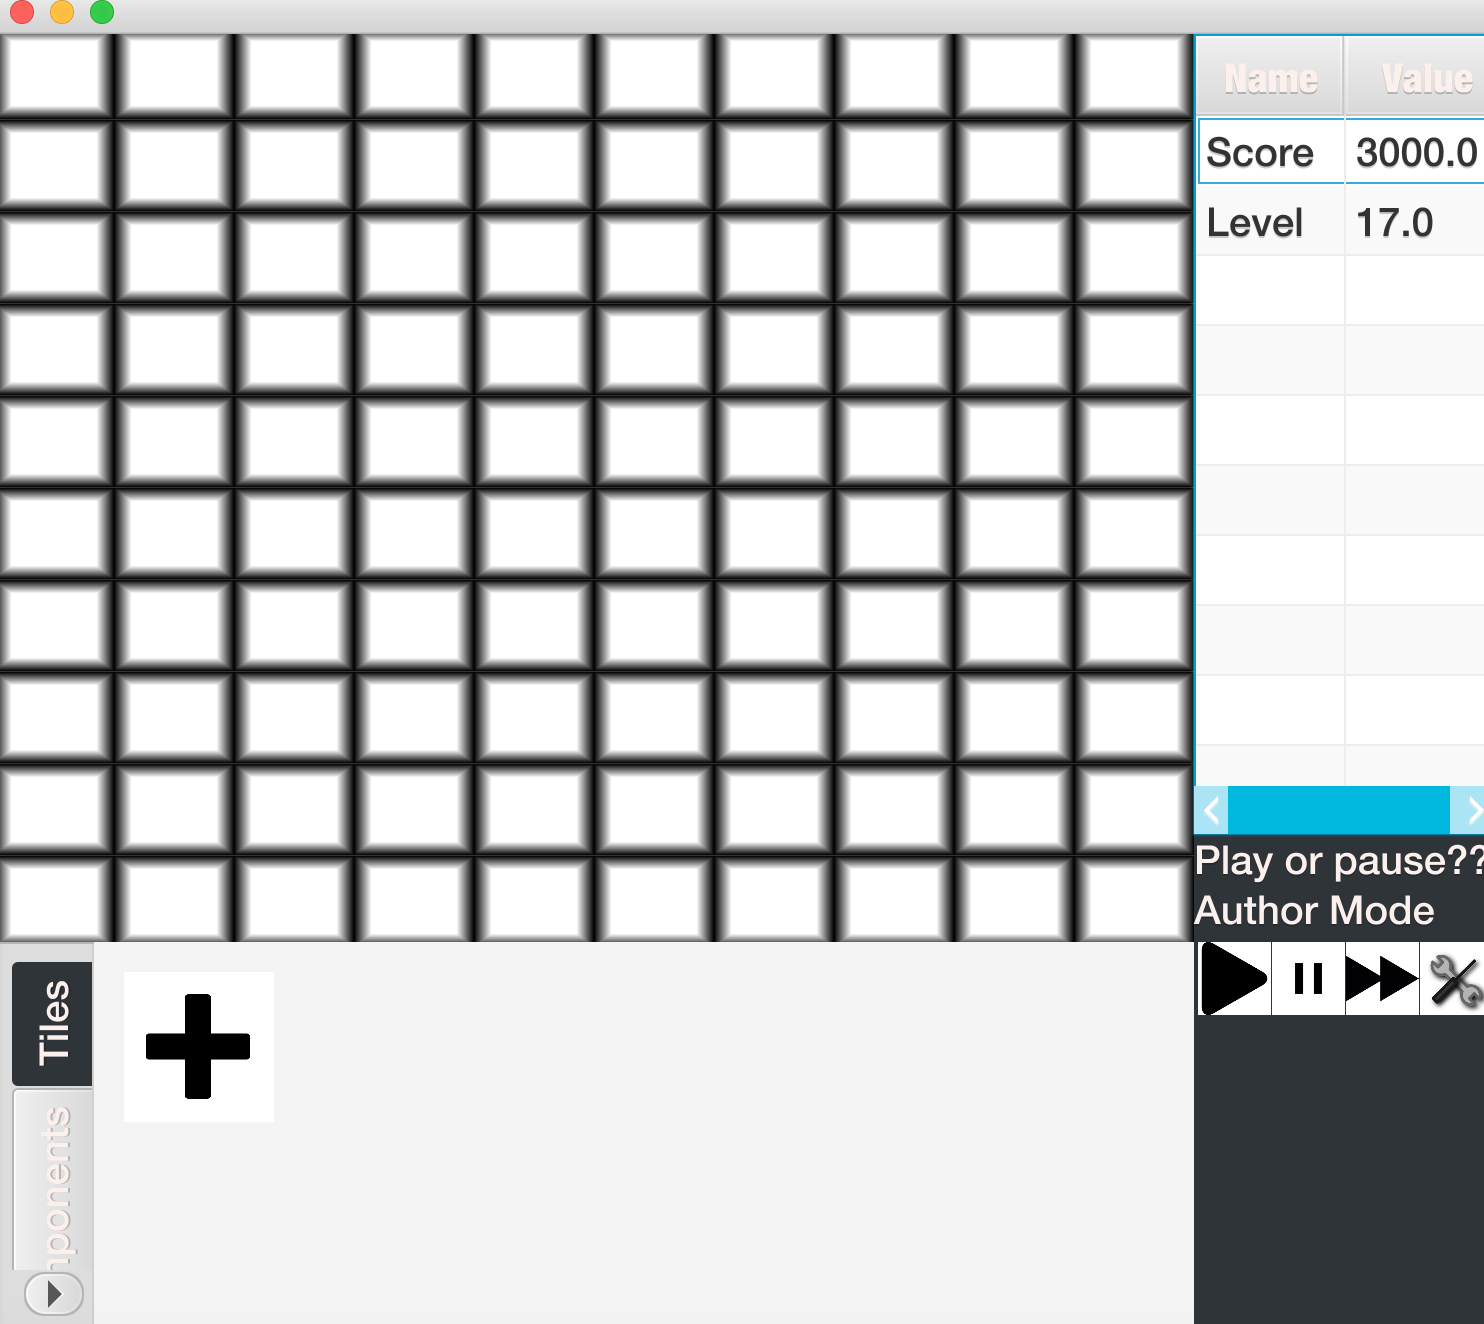 Name Value
Score 3000.0
Level 17.0
Play or pause??
Author Mode
Tiles